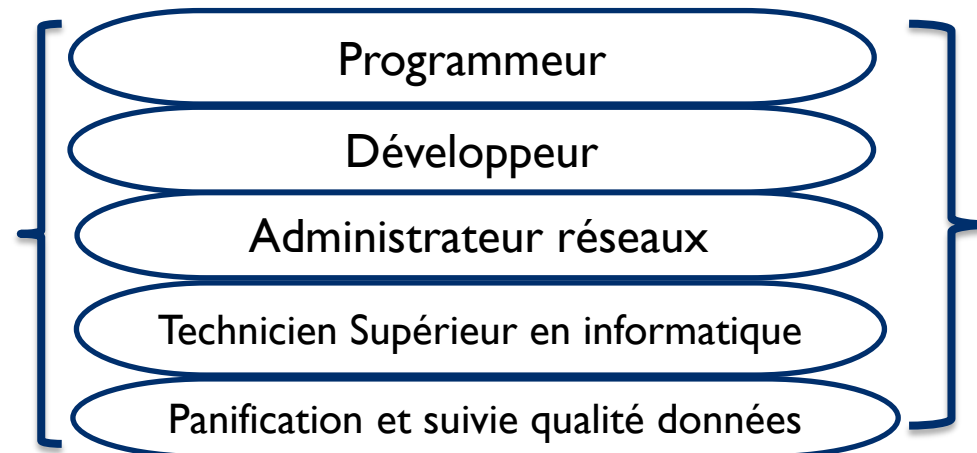 Programmeur
Développeur
Administrateur réseaux
Technicien Supérieur en informatique
Panification et suivie qualité données